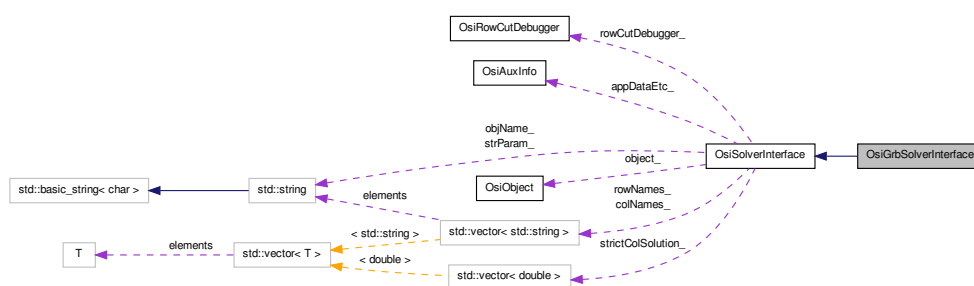 OsiRowCutDebugger
rowCutDebugger_
OsiAuxInfo
appDataEtc_
objName_
strParam_
OsiSolverInterface
OsiGrbSolverInterface
object_
std::basic_string< char >
std::string
OsiObject
elements
rowNames_
colNames_
< std::string >
std::vector< std::string >
T
elements
std::vector< T >
strictColSolution_
< double >
std::vector< double >